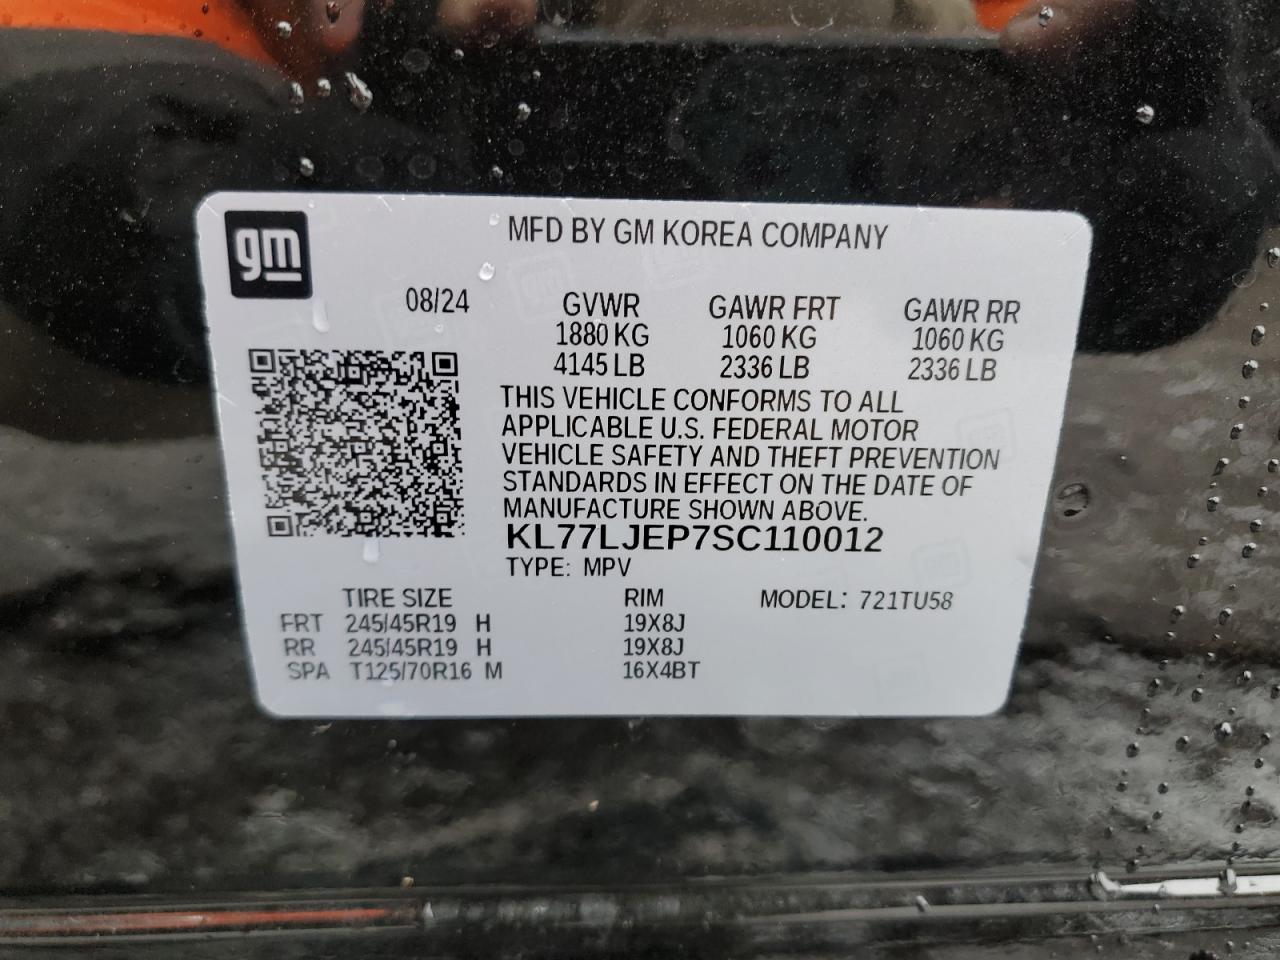 gm
MFD BY GM KOREA COMPANY
08/24
GVWR GAWR FRT GAWR RR
1880 KG 1060 KG 1060 KG
4145 LB 2336 LB 2336 LB
THIS VEHICLE CONFORMS TO ALL
APPLICABLE U.S. FEDERAL MOTOR
VEHICLE SAFETY AND THEFT PREVENTION
STANDARDS IN EFFECT ON THE DATE OF
MANUFACTURE SHOWN ABOVE.
KL77LJEP7SC110012
TYPE: MPV
TIRE SIZE RIM MODEL: 721TU58
FRT 245/45R19 H 19X8J
RR 245/45R19 H 19X8J
SPA T125/70R16 M 16X4BT